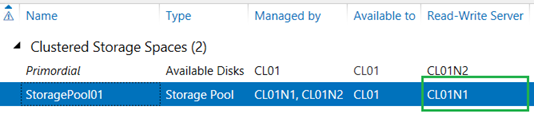 Name Type Managed by Available to Read-Write Server
Clustered Storage Spaces (2)
Primordial Available Disks CL01 CL01 CL01N2
StoragePool01 Storage Pool CL01N1, CL01N2 CL01 CL01N1